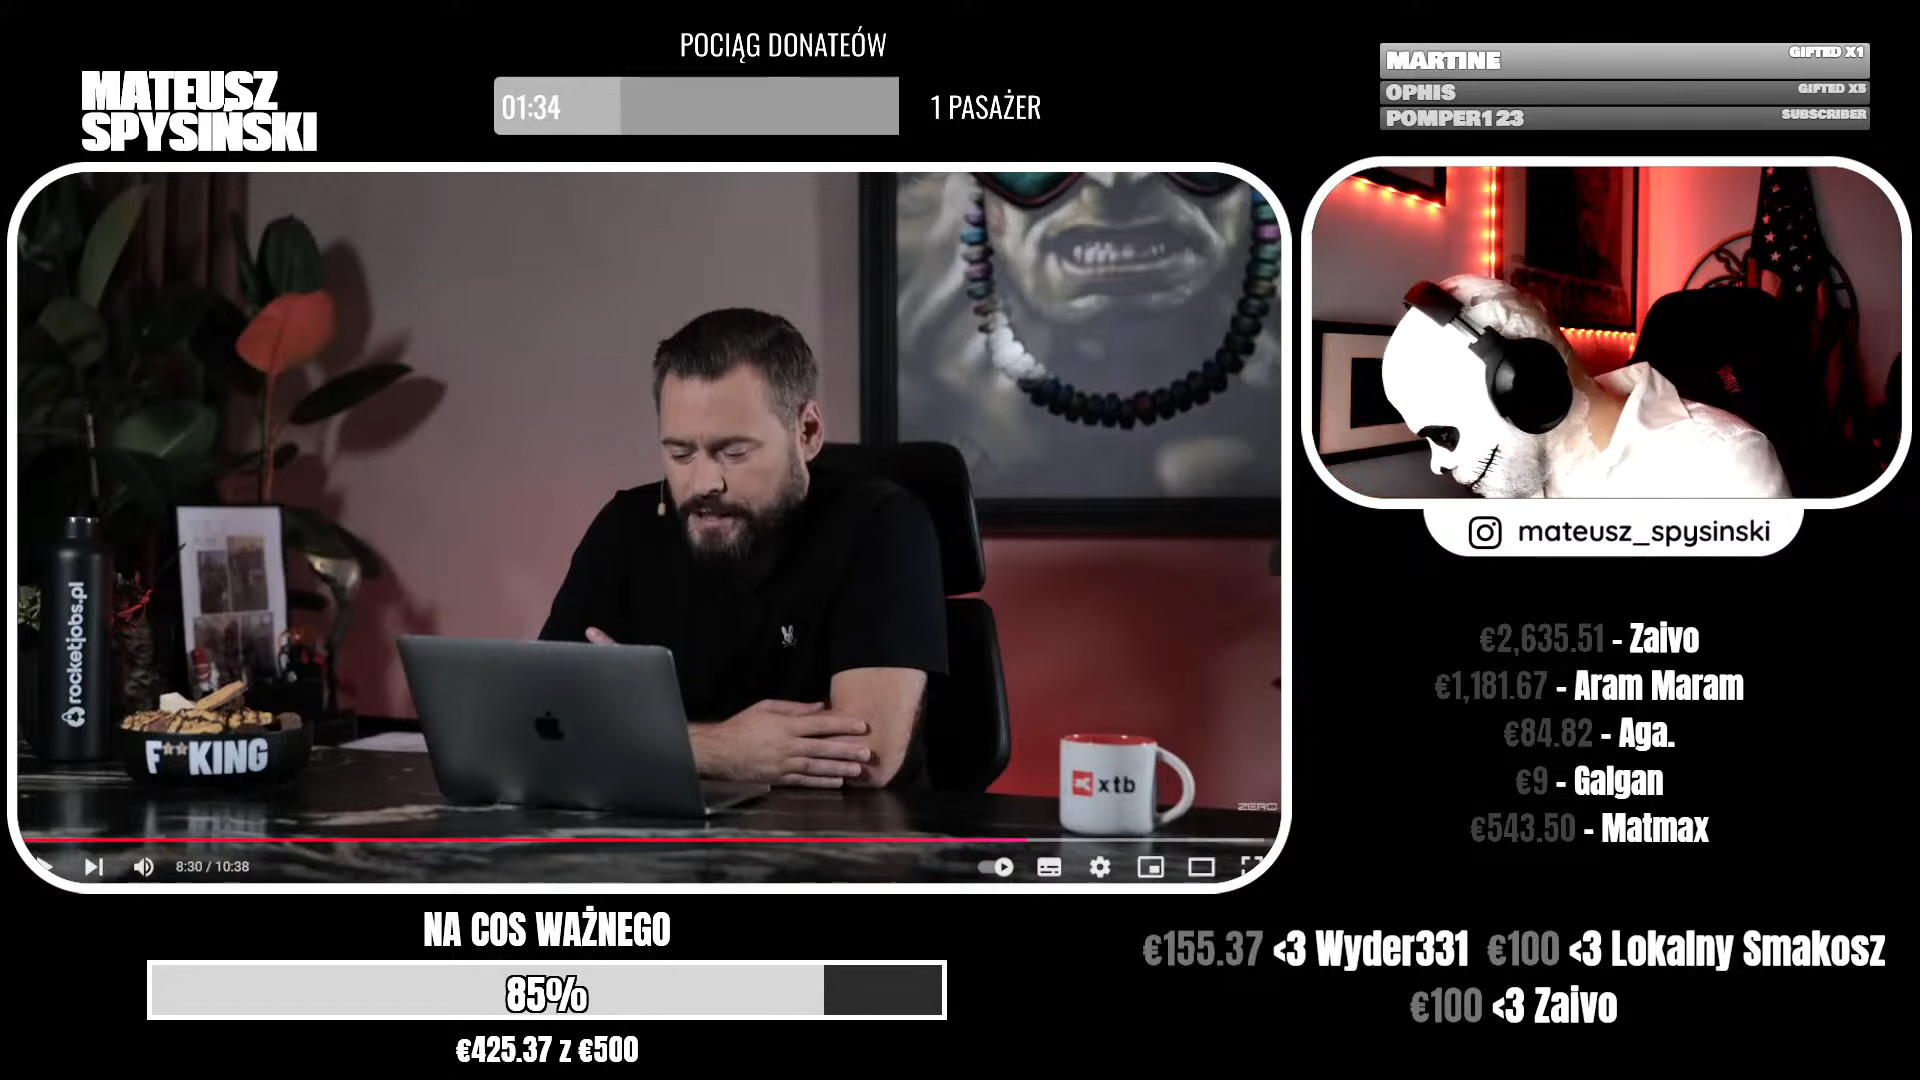 POCIĄG DONATEÓW
MATEUSZ
SPYSIŃSKI
01:34
1 PASAŻER
MARTINE
GIFTED X1
OPHIS
GIFTED X5
POMPER123
SUBSCRIBER
rocketjobs.pl
F**KING
xtb
ZERO
8:30 / 10:38
mateusz_spysinski
€2,635.51 - Zaivo
€1,181.67 - Aram Maram
€84.82 - Aga.
€9 - Galgan
€543.50 - Matmax
NA COS WAŻNEGO
85%
€425.37 z €500
€155.37 <3 Wyder331 €100 <3 Lokalny Smakosz
€100 <3 Zaivo